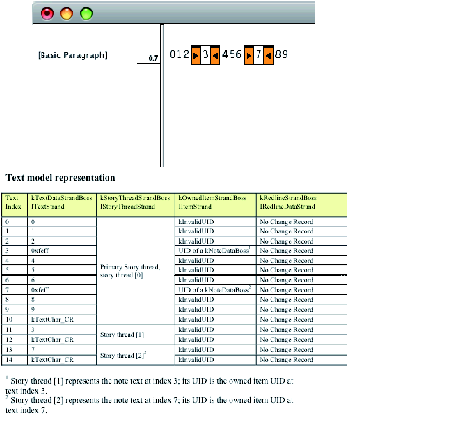 {Basic Paragraph}
0.7
012 3 456 7 89
Text model representation
Text Index kTextDataStrandBoss ITextStrand kStoryThreadStrandBoss IStoryThreadStrand kOwnedItemStrandBoss IItemStrand kRedlineStrandBoss IRedlineDataStrand
0 0 kInvalidUID No Change Record
1 kInvalidUID No Change Record
2 2 kInvalidUID No Change Record
3 0xfeff UID of a kNoteDataBoss1 No Change Record
4 4 kInvalidUID No Change Record
Primary Story thread, story thread [0]
5 5 kInvalidUID No Change Record
6 6 kInvalidUID No Change Record
7 0xfeff UID of a kNoteDataBoss2 No Change Record
8 8 kInvalidUID No Change Record
9 9 kInvalidUID No Change Record
10 kTextChar_CR kInvalidUID No Change Record
11 3 Story thread [1] kInvalidUID No Change Record
12 kTextChar_CR kInvalidUID No Change Record
13 7 Story thread [2]2 kInvalidUID No Change Record
14 kTextChar_CR kInvalidUID No Change Record
1 Story thread [1] represents the note text at index 3; its UID is the owned item UID at
text index 3.
2 Story thread [2] represents the note text at index 7; its UID is the owned item UID at
text index 7.